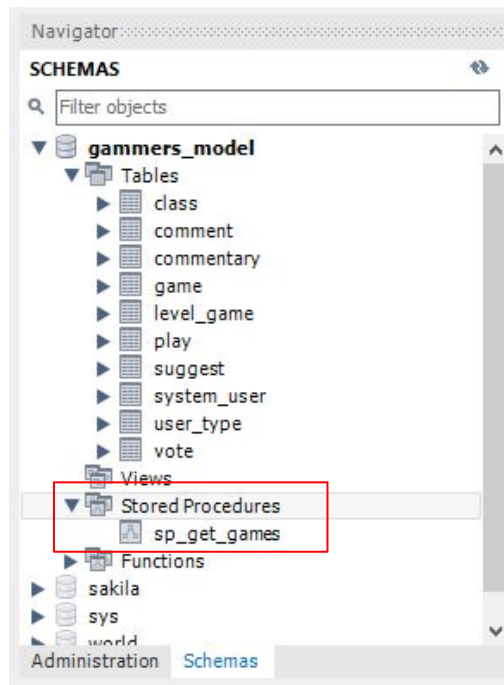 Navigator
SCHEMAS
Filter objects
gammers_model
Tables
class
comment
commentary
game
level_game
play
suggest
system_user
user_type
vote
Views
Stored Procedures
sp_get_games
Functions
sakila
sys
world
Administration Schemas